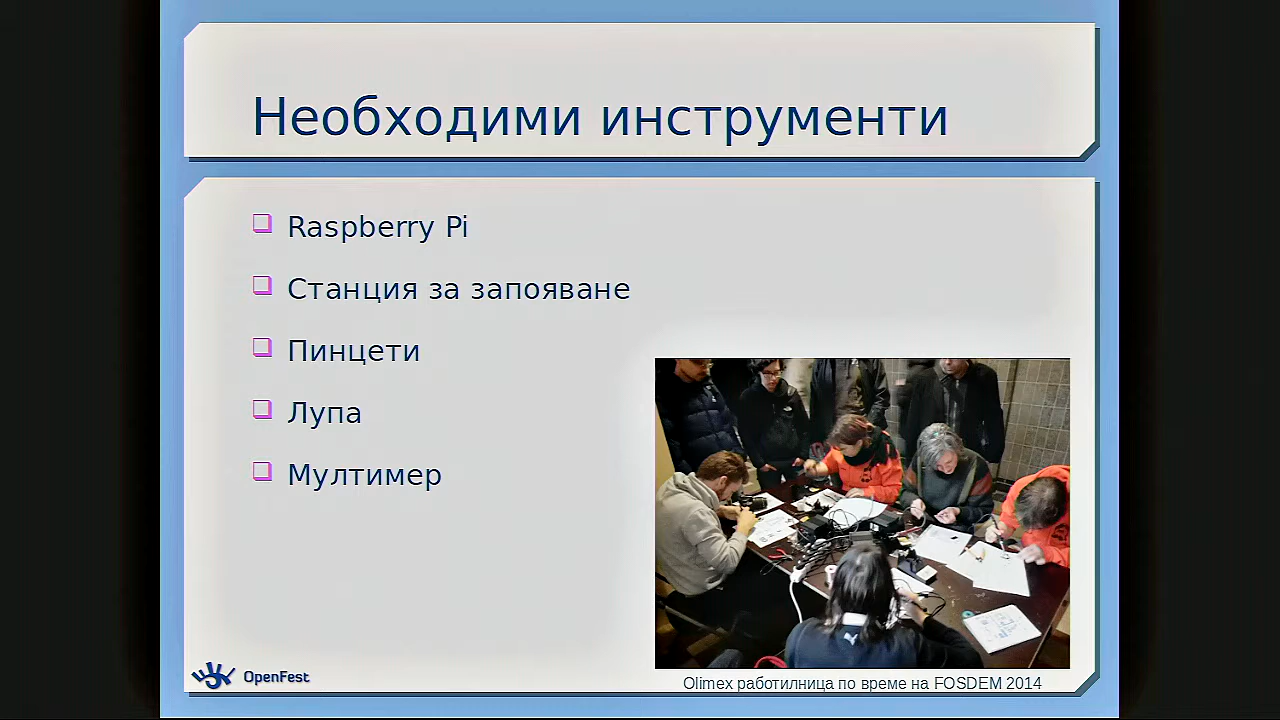 Необходими инструменти
Raspberry Pi
Станция за запояване
Пинцети
Лупа
Мултимер
OpenFest
Olimex работилница по време на FOSDEM 2014